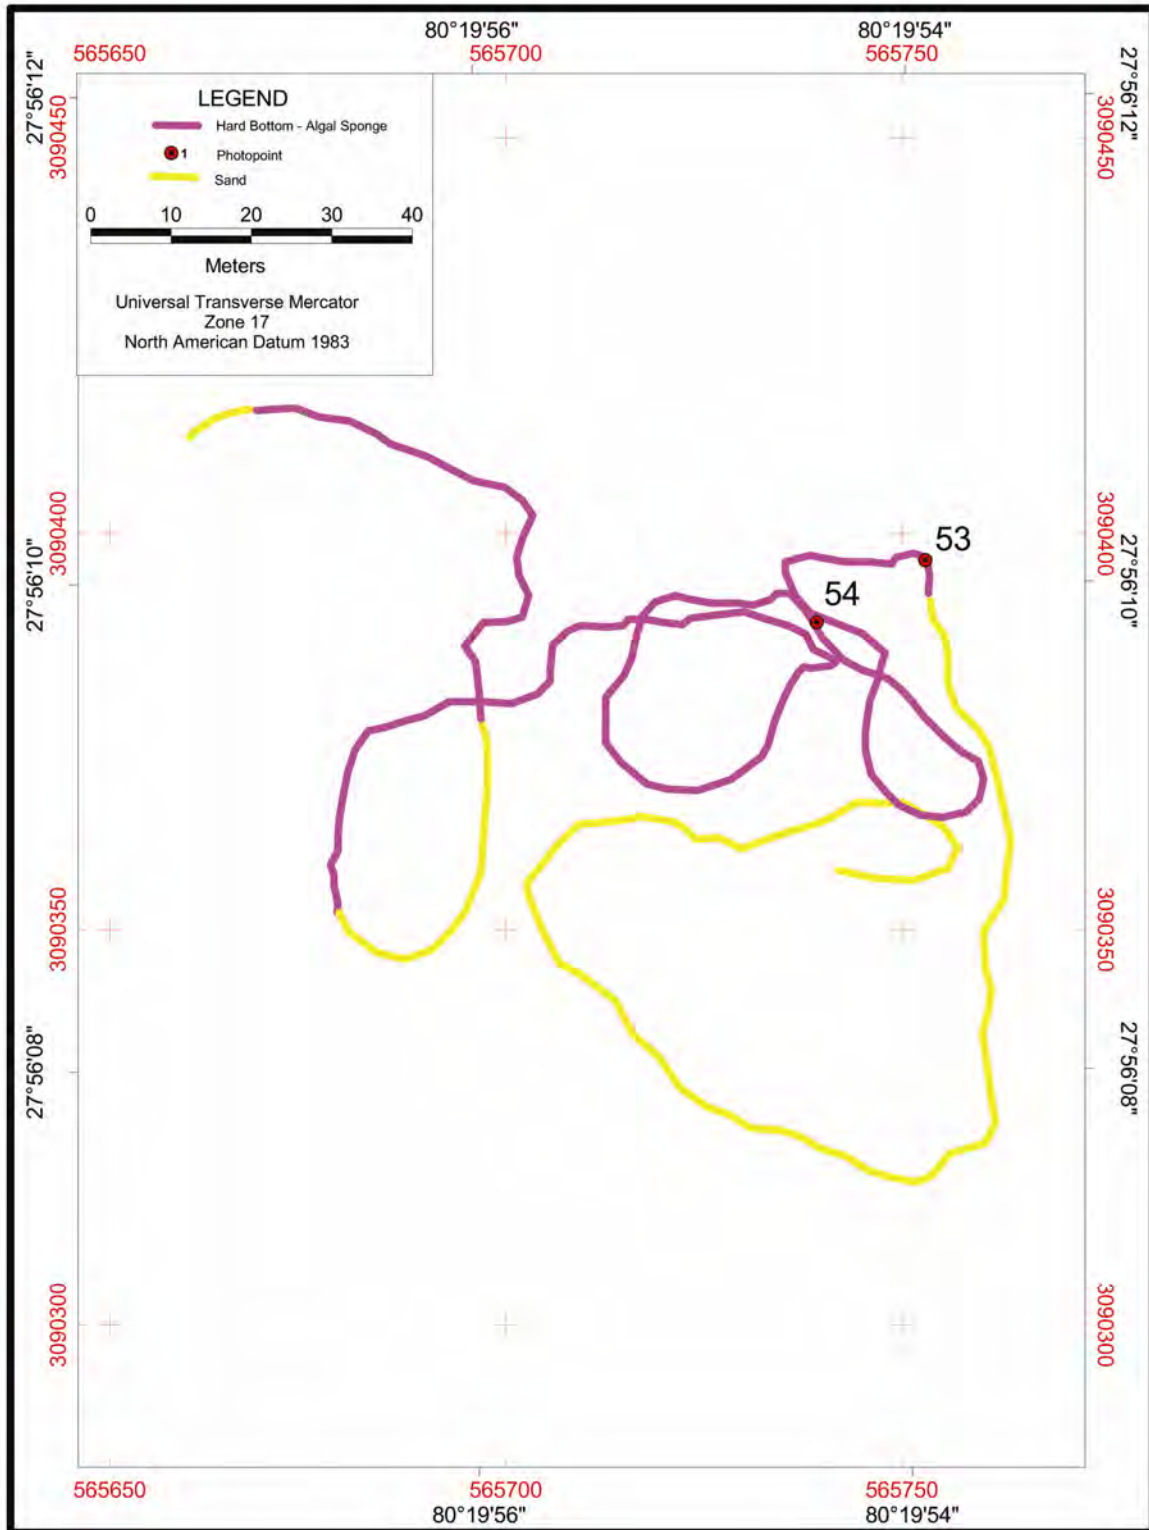 80°19'56" 80°19'54"
565650 565700 565750
27°56'12"
3090450
27°56'12"
3090450
LEGEND
Hard Bottom - Algal Sponge
1 Photopoint
Sand
0 10 20 30 40
Meters
Universal Transverse Mercator
Zone 17
North American Datum 1983
3090400
27°56'10"
3090400
27°56'10"
53
54
3090350
3090350
27°56'08"
27°56'08"
3090300
3090300
565650 565700 565750
80°19'56" 80°19'54"